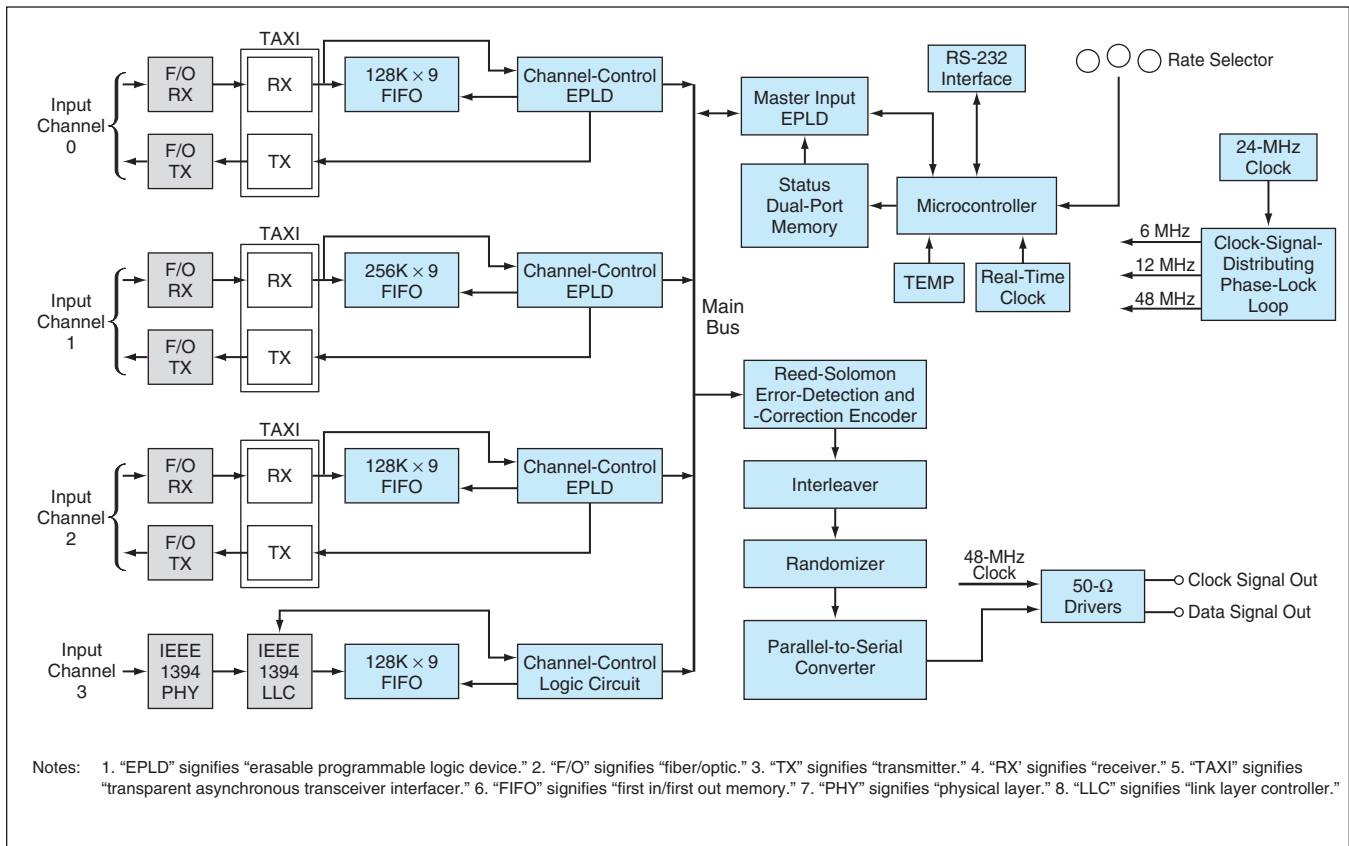 TAXI
Input
Channel
0
F/O
RX
RX
128K × 9
FIFO
Channel-Control
EPLD
F/O
TX
TX
TAXI
Input
Channel
1
F/O
RX
RX
256K × 9
FIFO
Channel-Control
EPLD
F/O
TX
TX
TAXI
Input
Channel
2
F/O
RX
RX
128K × 9
FIFO
Channel-Control
EPLD
F/O
TX
TX
Input
Channel
3
IEEE
1394
PHY
IEEE
1394
LLC
128K × 9
FIFO
Channel-Control
Logic Circuit
Main
Bus
Master Input
EPLD
RS-232
Interface
Rate Selector
Status
Dual-Port
Memory
Microcontroller
TEMP
Real-Time
Clock
24-MHz
Clock
6 MHz
12 MHz
48 MHz
Clock-Signal-
Distributing
Phase-Lock
Loop
Reed-Solomon
Error-Detection and
-Correction Encoder
Interleaver
Randomizer
Parallel-to-Serial
Converter
48-MHz
Clock
50-Ω
Drivers
Clock Signal Out
Data Signal Out
Notes: 1. “EPLD” signifies “erasable programmable logic device.” 2. “F/O” signifies “fiber/optic.” 3. “TX” signifies “transmitter.” 4. “RX’ signifies “receiver.” 5. “TAXI” signifies
“transparent asynchronous transceiver interfacer.” 6. “FIFO” signifies “first in/first out memory.” 7. “PHY” signifies “physical layer.” 8. “LLC” signifies “link layer controller.”